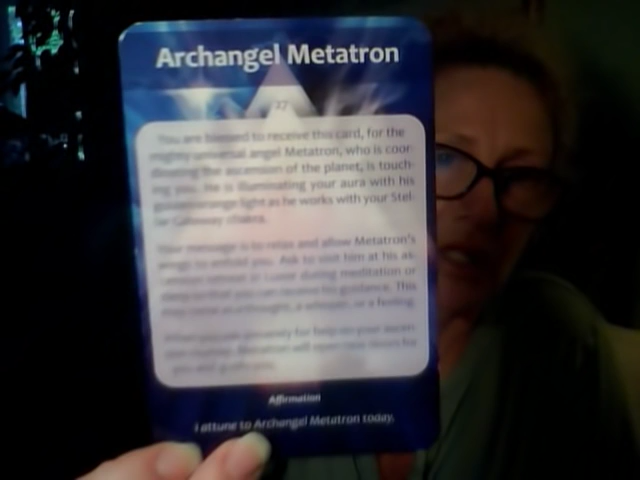 Archangel Metatron
27
You are blessed to receive this card, for the
mighty universal angel Metatron, who is coor-
dinating the ascension of the planet, is touch-
ing you. He is illuminating your aura with his
golden-orange light as he works with your Stel-
lar Gateway chakra.
Your message is to relax and allow Metatron's
wings to enfold you. Ask to visit him at his as-
cension retreat in Luxor during meditation or
sleep so that you can receive his guidance. This
may come as a thought, a whisper, or a feeling.
When you ask sincerely for help on your ascen-
sion journey, Metatron will open new doors for
you and guide you.
Affirmation
I attune to Archangel Metatron today.